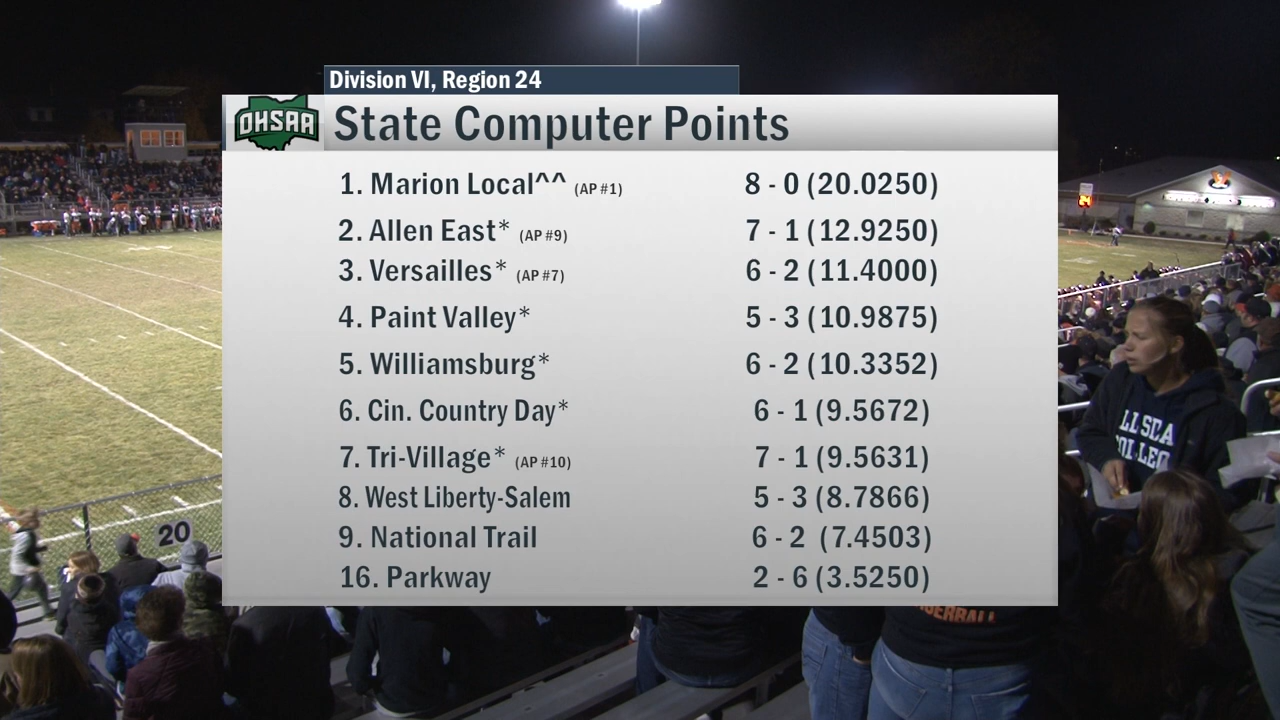 Division VI, Region 24
OHSAA State Computer Points
1. Marion Local^^ (AP #1) 8 - 0 (20.0250)
2. Allen East* (AP #9) 7 - 1 (12.9250)
3. Versailles* (AP #7) 6 - 2 (11.4000)
4. Paint Valley* 5 - 3 (10.9875)
5. Williamsburg* 6 - 2 (10.3352)
6. Cin. Country Day* 6 - 1 (9.5672)
7. Tri-Village* (AP #10) 7 - 1 (9.5631)
8. West Liberty-Salem 5 - 3 (8.7866)
9. National Trail 6 - 2 (7.4503)
16. Parkway 2 - 6 (3.5250)
24
20